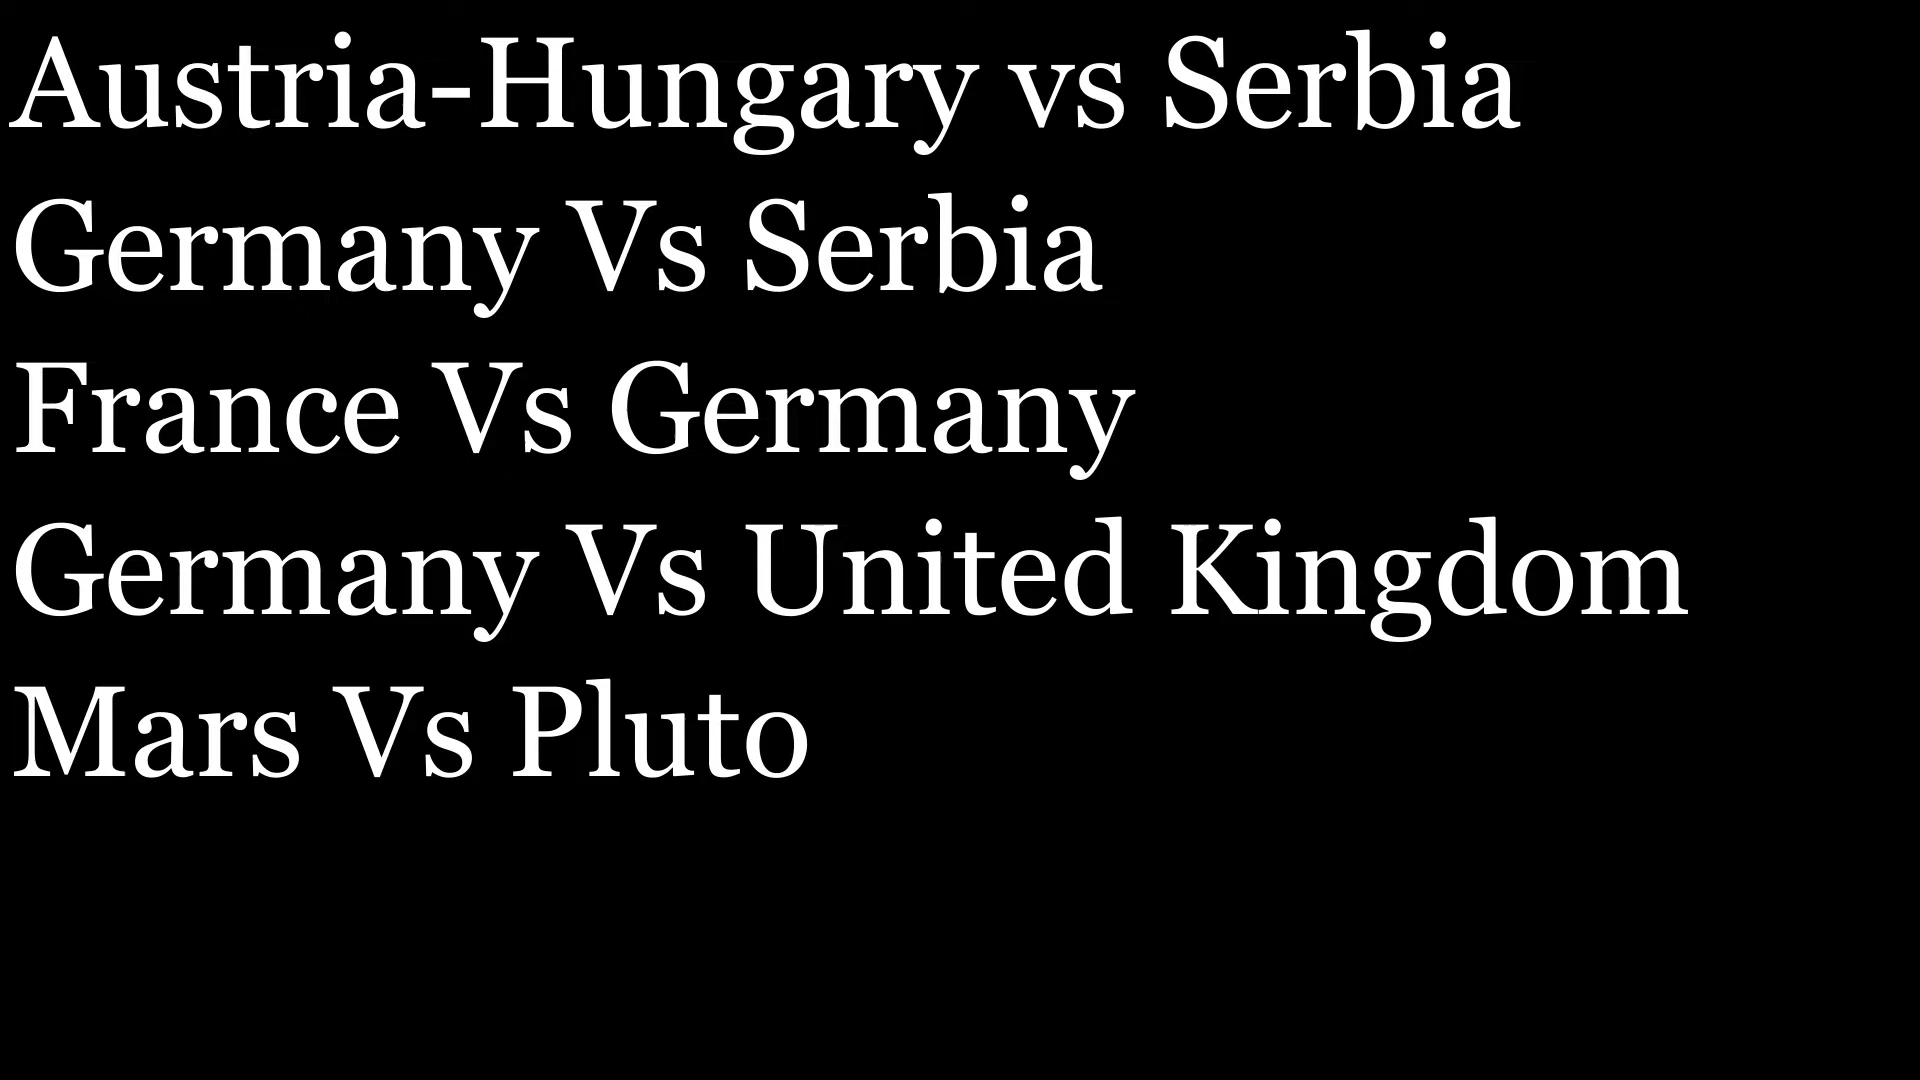 Austria-Hungary vs Serbia
Germany Vs Serbia
France Vs Germany
Germany Vs United Kingdom
Mars Vs Pluto